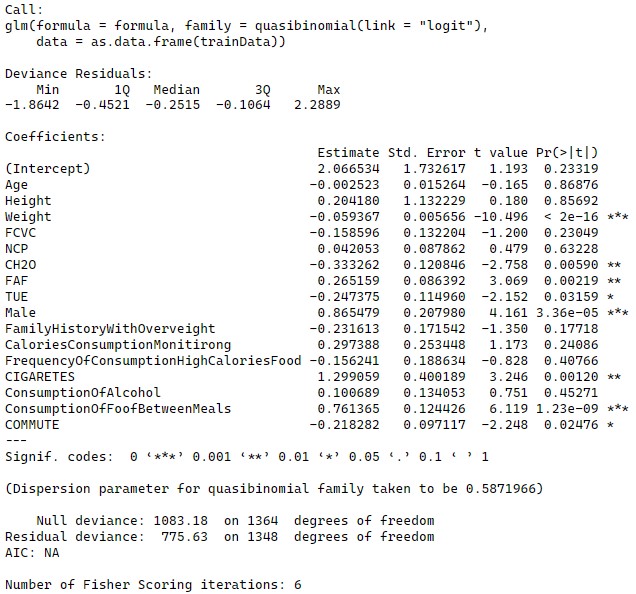 Call:
glm(formula = formula, family = quasibinomial(link = "logit"),
    data = as.data.frame(trainData))

Deviance Residuals:
    Min       1Q   Median       3Q      Max
-1.8642  -0.4521  -0.2515  -0.1064   2.2889

Coefficients:
                                       Estimate Std. Error t value Pr(>|t|)
(Intercept)                            2.066534   1.732617   1.193  0.23319
Age                                   -0.002523   0.015264  -0.165  0.86876
Height                                 0.204180   1.132229   0.180  0.85692
Weight                                -0.059367   0.005656 -10.496  < 2e-16 ***
FCVC                                  -0.158596   0.132204  -1.200  0.23049
NCP                                    0.042053   0.087862   0.479  0.63228
CH2O                                  -0.333262   0.120846  -2.758  0.00590 **
FAF                                    0.265159   0.086392   3.069  0.00219 **
TUE                                   -0.247375   0.114960  -2.152  0.03159 *
Male                                   0.865479   0.207980   4.161 3.36e-05 ***
FamilyHistoryWithOverweight           -0.231613   0.171542  -1.350  0.17718
CaloriesConsumptionMonitirong          0.297388   0.253448   1.173  0.24086
FrequencyOfConsumptionHighCaloriesFood -0.156241   0.188634  -0.828  0.40766
CIGARETES                              1.299059   0.400189   3.246  0.00120 **
ConsumptionOfAlcohol                   0.100689   0.134053   0.751  0.45271
ConsumptionOfFoofBetweenMeals          0.761365   0.124426   6.119 1.23e-09 ***
COMMUTE                               -0.218282   0.097117  -2.248  0.02476 *
---
Signif. codes:  0 ‘***’ 0.001 ‘**’ 0.01 ‘*’ 0.05 ‘.’ 0.1 ‘ ’ 1

(Dispersion parameter for quasibinomial family taken to be 0.5871966)

    Null deviance: 1083.18  on 1364  degrees of freedom
Residual deviance:  775.63  on 1348  degrees of freedom
AIC: NA

Number of Fisher Scoring iterations: 6